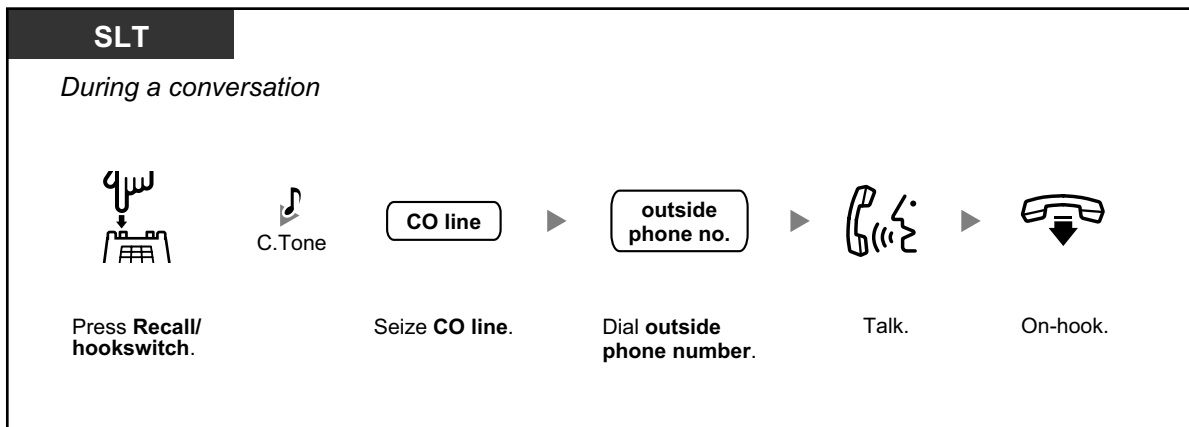 SLT
During a conversation
C.Tone
CO line
outside
phone no.
Press Recall/
hookswitch.
Seize CO line.
Dial outside
phone number.
Talk.
On-hook.